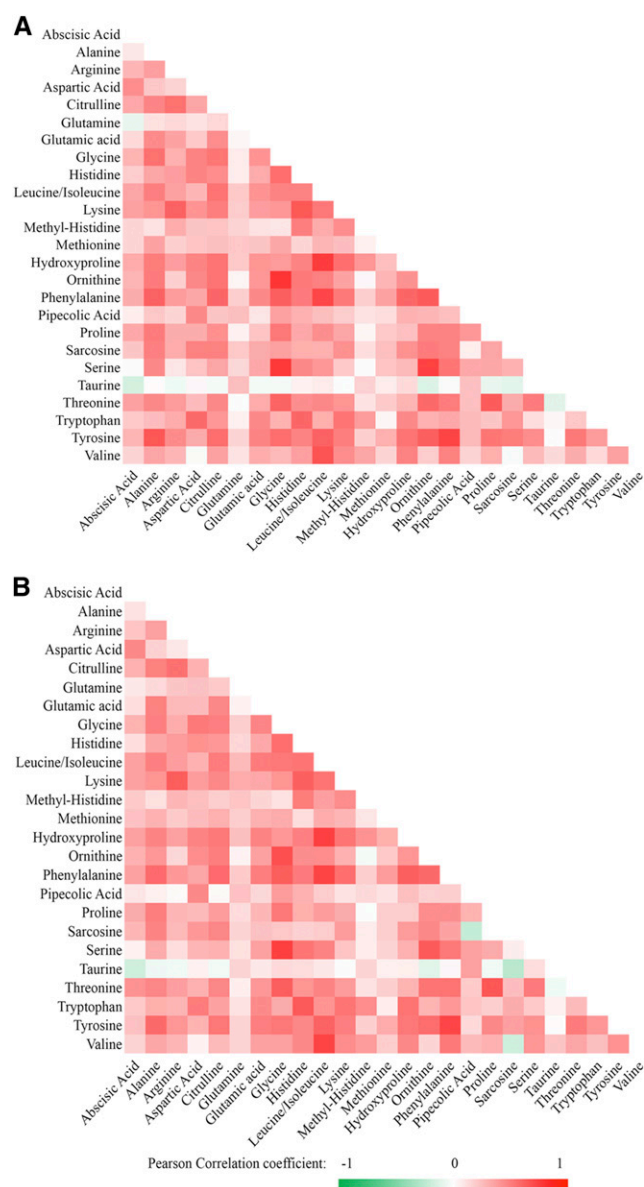 A
Abscisic Acid
Alanine
Arginine
Aspartic Acid
Citrulline
Glutamine
Glutamic acid
Glycine
Histidine
Leucine/Isoleucine
Lysine
Methyl-Histidine
Methionine
Hydroxyproline
Ornithine
Phenylalanine
Pipecolic Acid
Proline
Sarcosine
Serine
Taurine
Threonine
Tryptophan
Tyrosine
Valine
Abscisic Acid
Alanine
Arginine
Aspartic Acid
Citrulline
Glutamine
Glutamic acid
Glycine
Histidine
Leucine/Isoleucine
Lysine
Methyl-Histidine
Methionine
Hydroxyproline
Ornithine
Phenylalanine
Pipecolic Acid
Proline
Sarcosine
Serine
Taurine
Threonine
Tryptophan
Tyrosine
Valine
B
Abscisic Acid
Alanine
Arginine
Aspartic Acid
Citrulline
Glutamine
Glutamic acid
Glycine
Histidine
Leucine/Isoleucine
Lysine
Methyl-Histidine
Methionine
Hydroxyproline
Ornithine
Phenylalanine
Pipecolic Acid
Proline
Sarcosine
Serine
Taurine
Threonine
Tryptophan
Tyrosine
Valine
Abscisic Acid
Alanine
Arginine
Aspartic Acid
Citrulline
Glutamine
Glutamic acid
Glycine
Histidine
Leucine/Isoleucine
Lysine
Methyl-Histidine
Methionine
Hydroxyproline
Ornithine
Phenylalanine
Pipecolic Acid
Proline
Sarcosine
Serine
Taurine
Threonine
Tryptophan
Tyrosine
Valine
Pearson Correlation coefficient: -1 0 1